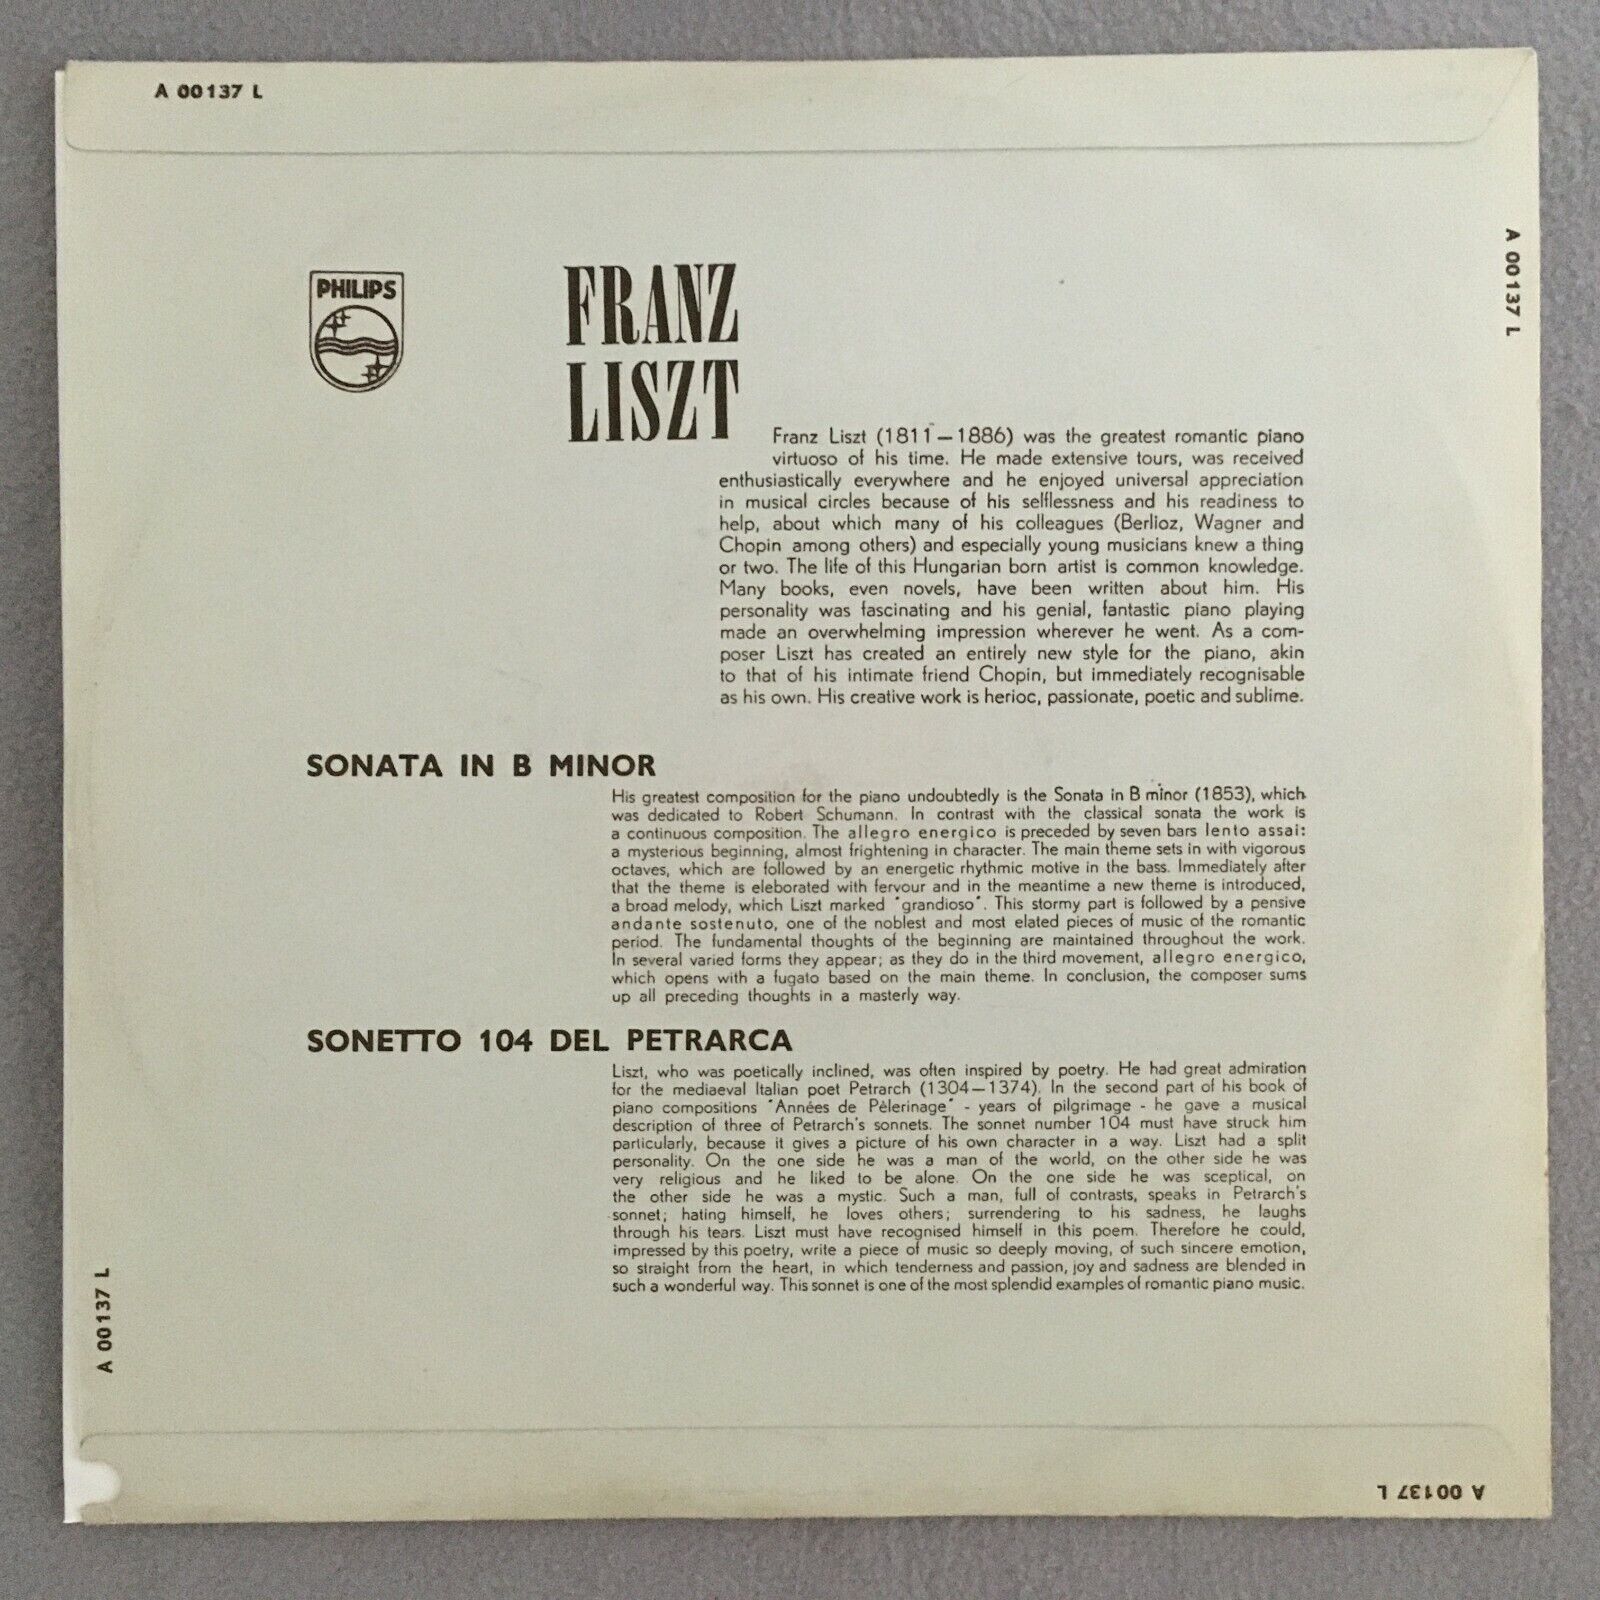 A 00137 L
A 00137 L
PHILIPS
FRANZ
LISZT
Franz Liszt (1811—1886) was the greatest romantic piano
virtuoso of his time. He made extensive tours, was received
enthusiastically everywhere and he enjoyed universal appreciation
in musical circles because of his selflessness and his readiness to
help, about which many of his colleagues (Berlioz, Wagner and
Chopin among others) and especially young musicians knew a thing
or two. The life of this Hungarian born artist is common knowledge.
Many books, even novels, have been written about him. His
personality was fascinating and his genial, fantastic piano playing
made an overwhelming impression wherever he went. As a com-
poser Liszt has created an entirely new style for the piano, akin
to that of his intimate friend Chopin, but immediately recognisable
as his own. His creative work is herioc, passionate, poetic and sublime.
SONATA IN B MINOR
His greatest composition for the piano undoubtedly is the Sonata in B minor (1853), which
was dedicated to Robert Schumann. In contrast with the classical sonata the work is
a continuous composition. The allegro energico is preceded by seven bars lento assai:
a mysterious beginning, almost frightening in character. The main theme sets in with vigorous
octaves, which are followed by an energetic rhythmic motive in the bass. Immediately after
that the theme is eleborated with fervour and in the meantime a new theme is introduced,
a broad melody, which Liszt marked "grandioso". This stormy part is followed by a pensive
andante sostenuto, one of the noblest and most elated pieces of music of the romantic
period. The fundamental thoughts of the beginning are maintained throughout the work.
In several varied forms they appear; as they do in the third movement, allegro energico,
which opens with a fugato based on the main theme. In conclusion, the composer sums
up all preceding thoughts in a masterly way.
SONETTO 104 DEL PETRARCA
Liszt, who was poetically inclined, was often inspired by poetry. He had great admiration
for the mediaeval Italian poet Petrarch (1304—1374). In the second part of his book of
piano compositions "Années de Pèlerinage" - years of pilgrimage - he gave a musical
description of three of Petrarch's sonnets. The sonnet number 104 must have struck him
particularly, because it gives a picture of his own character in a way. Liszt had a split
personality. On the one side he was a man of the world, on the other side he was
very religious and he liked to be alone. On the one side he was sceptical, on
the other side he was a mystic. Such a man, full of contrasts, speaks in Petrarch's
sonnet; hating himself, he loves others; surrendering to his sadness, he laughs
through his tears. Liszt must have recognised himself in this poem. Therefore he could,
impressed by this poetry, write a piece of music so deeply moving, of such sincere emotion,
so straight from the heart, in which tenderness and passion, joy and sadness are blended in
such a wonderful way. This sonnet is one of the most splendid examples of romantic piano music.
A 00137 L
A 00137 L